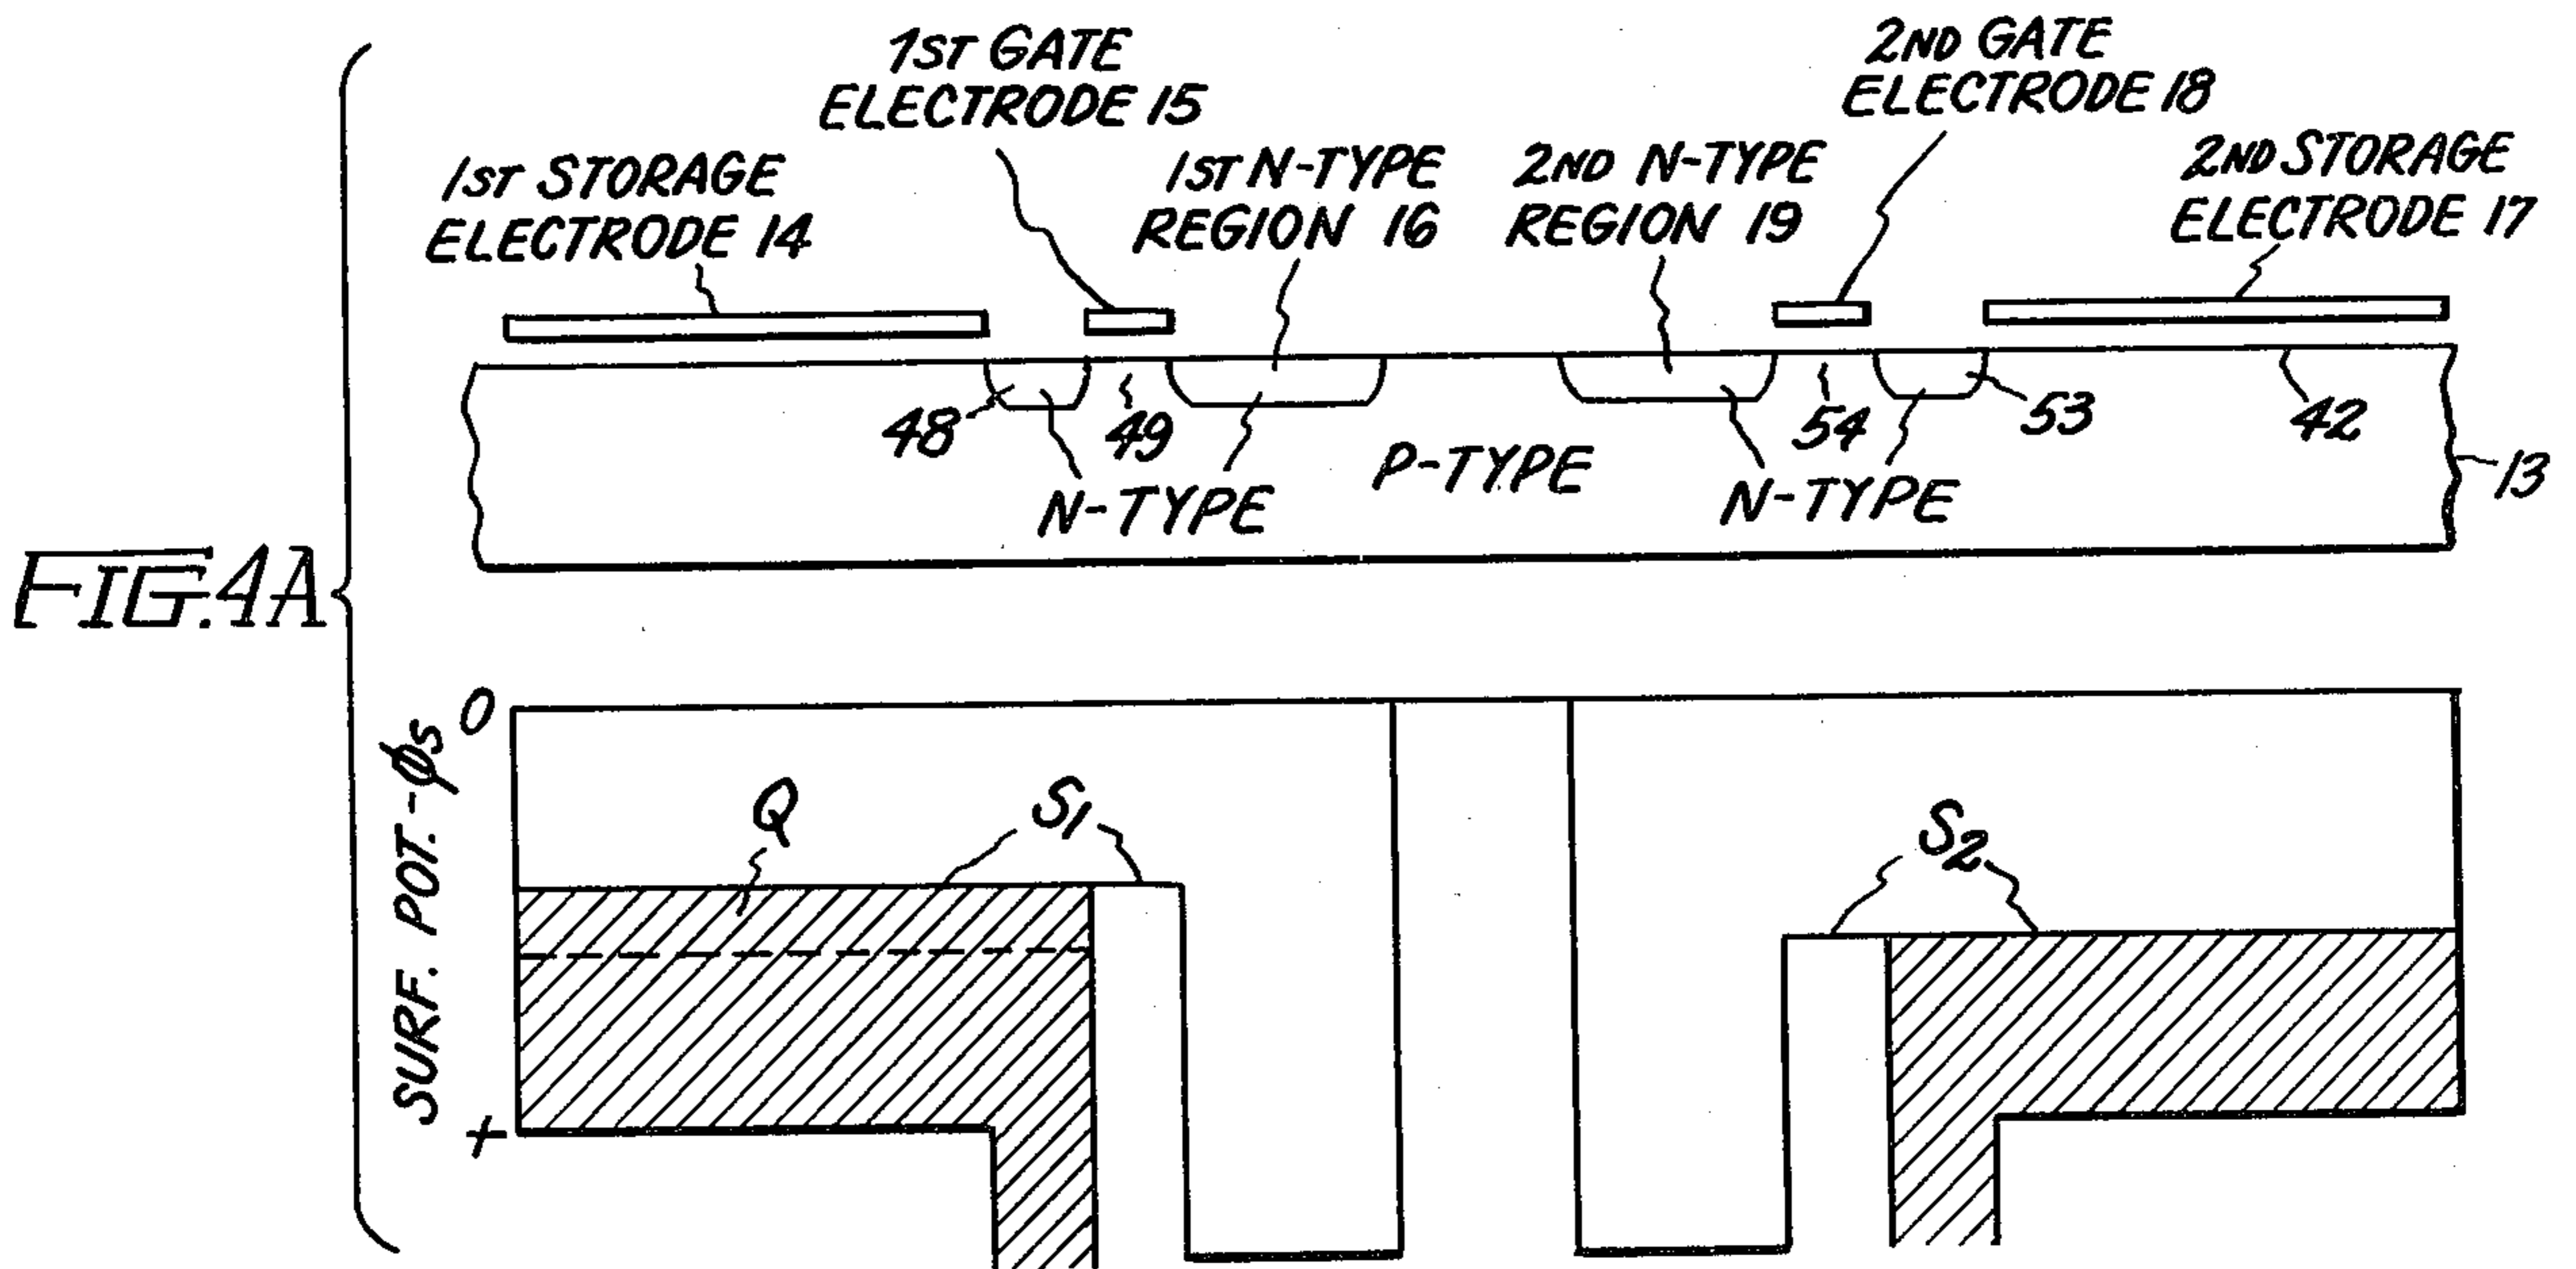 1ST GATE
ELECTRODE 15
2ND GATE
ELECTRODE 18
1ST STORAGE
ELECTRODE 14
1ST N-TYPE
REGION 16
2ND N-TYPE
REGION 19
2ND STORAGE
ELECTRODE 17
48
49
54
53
42
13
N-TYPE
P-TYPE
N-TYPE
FIG. 4A
0
SURF. POT. - ϕs
+
Q
S1
S2